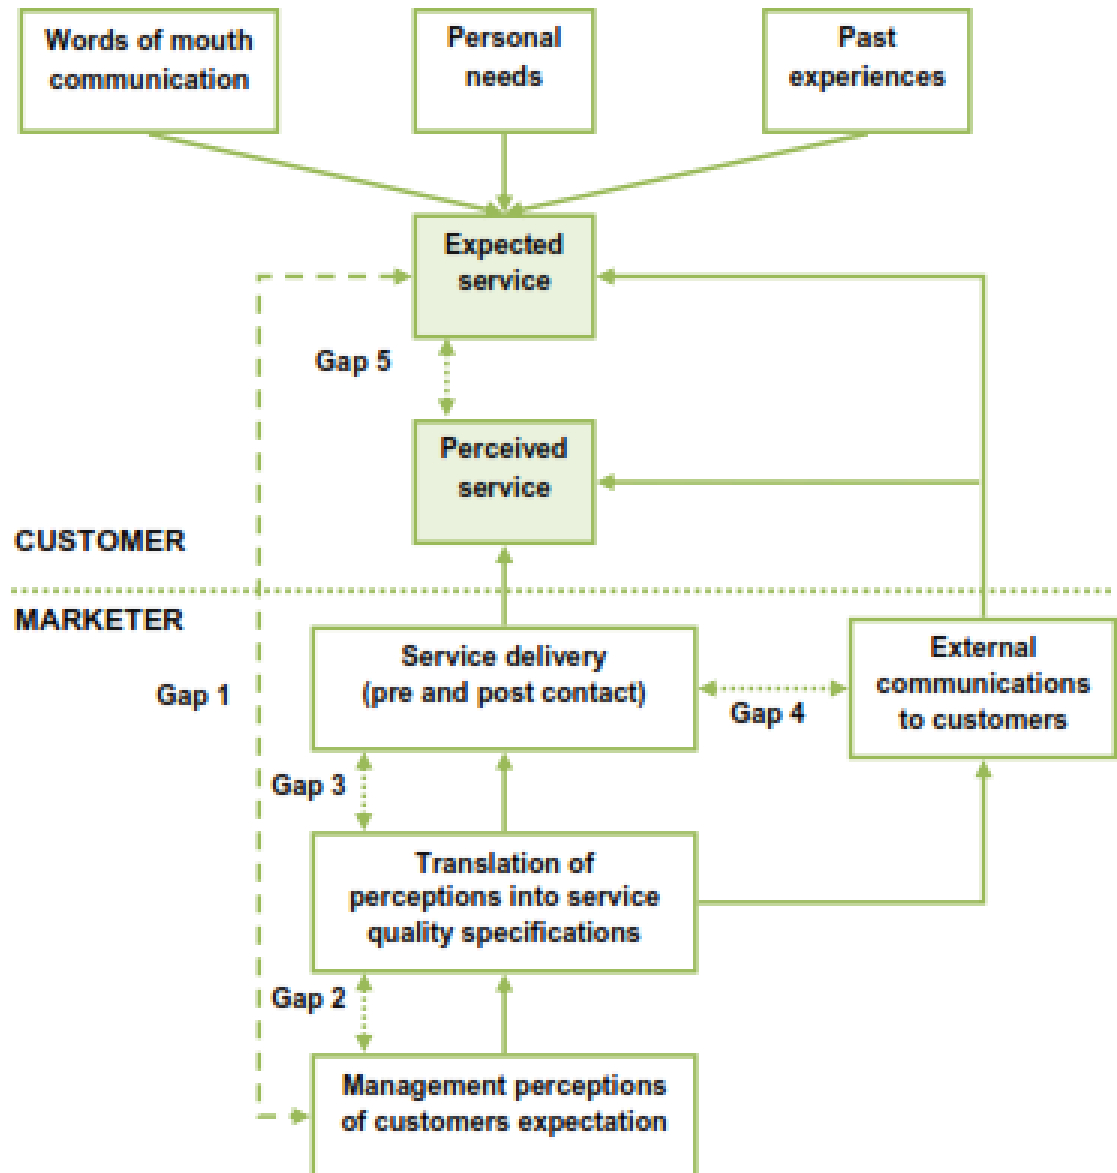 Words of mouth
communication
Personal
needs
Past
experiences
Expected
service
Gap 5
Perceived
service
CUSTOMER
MARKETER
Gap 1
Service delivery
(pre and post contact)
Gap 4
External
communications
to customers
Gap 3
Translation of
perceptions into service
quality specifications
Gap 2
Management perceptions
of customers expectation